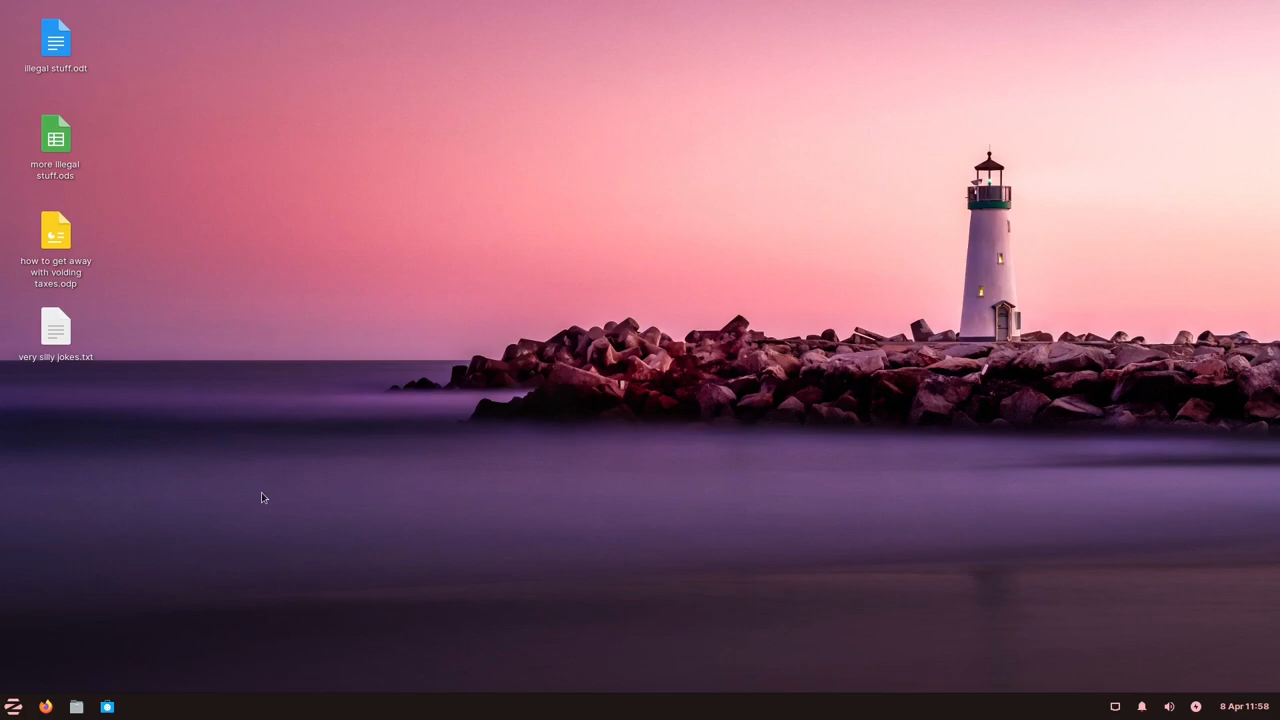 illegal stuff.odt
more illegal
stuff.ods
how to get away
with voiding
taxes.odp
very silly jokes.txt
8 Apr 11:58